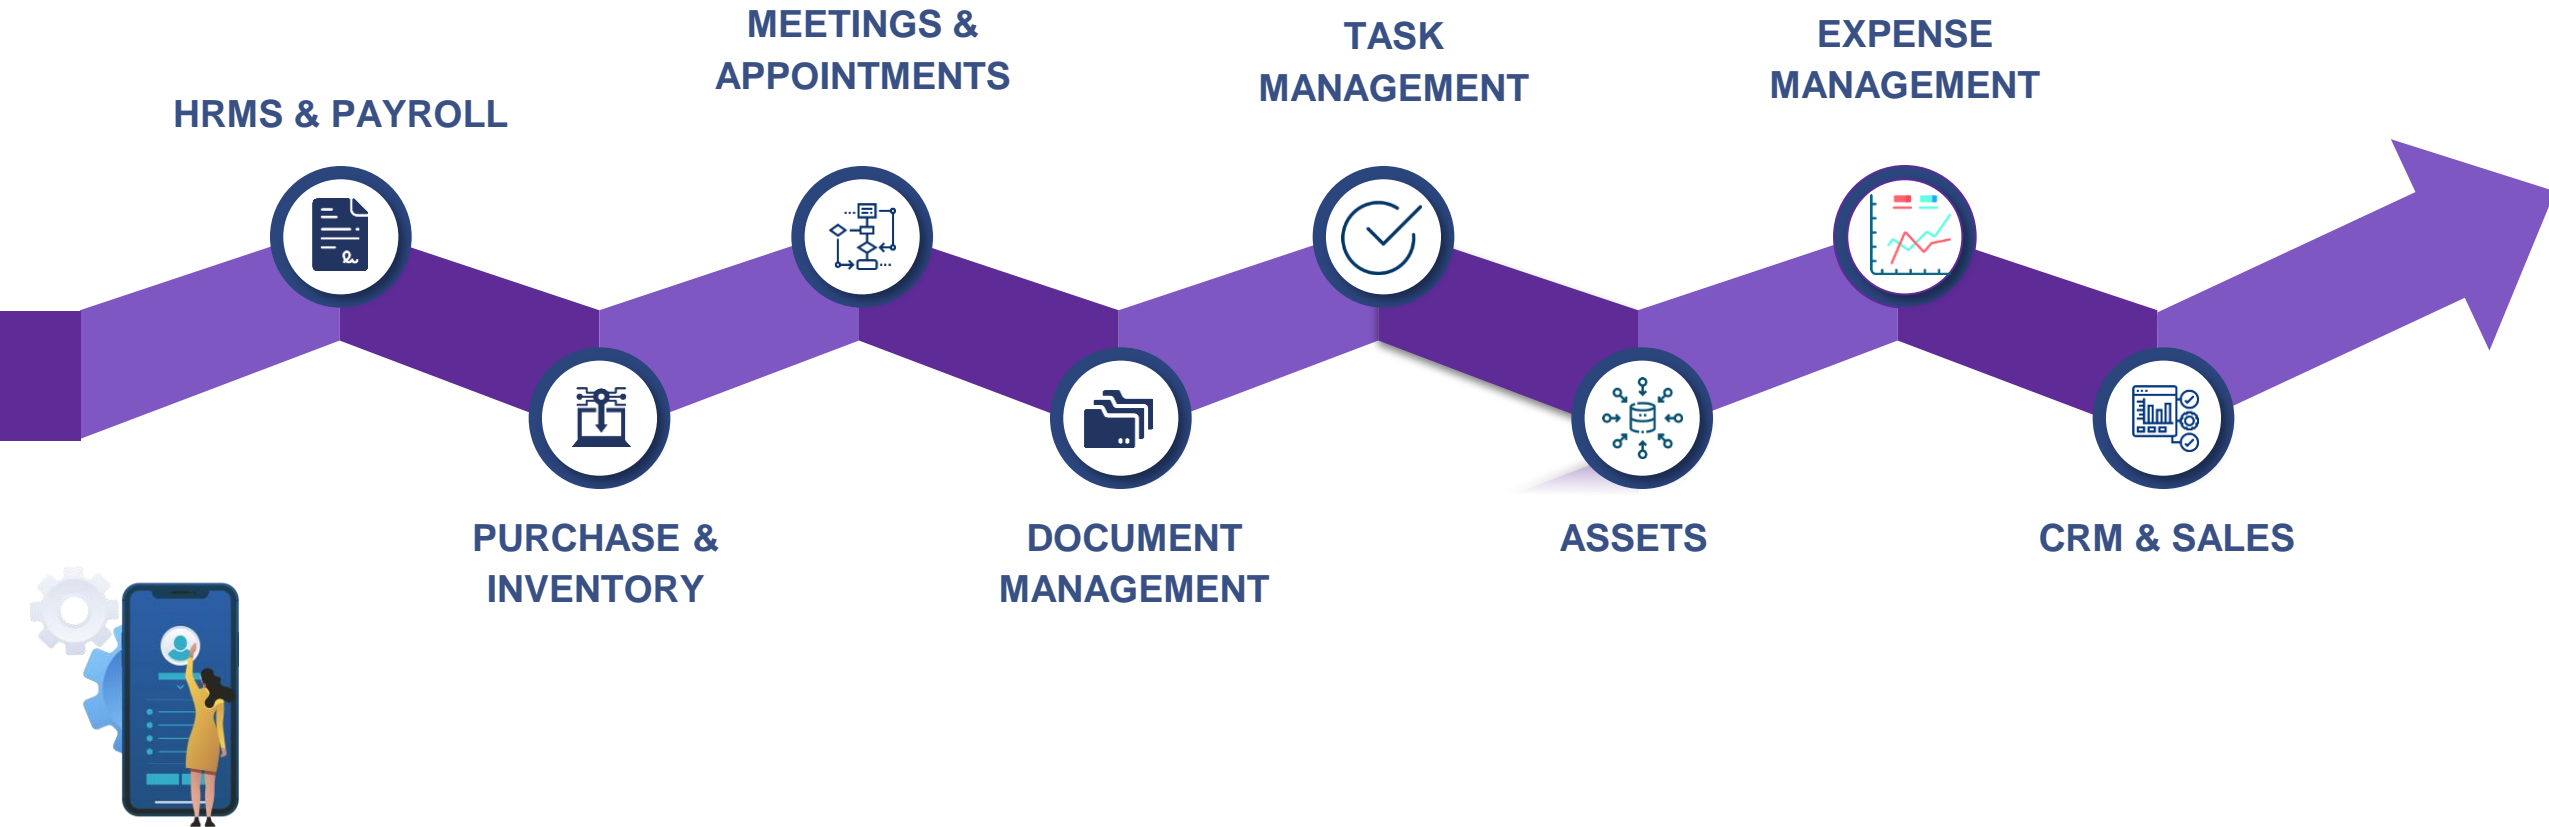 HRMS & PAYROLL
PURCHASE &
INVENTORY
MEETINGS &
APPOINTMENTS
DOCUMENT
MANAGEMENT
TASK
MANAGEMENT
ASSETS
EXPENSE
MANAGEMENT
CRM & SALES